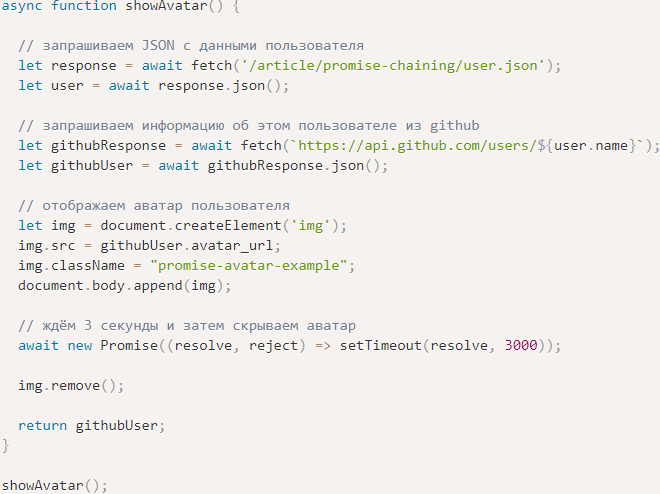 async function showAvatar() {
// запрашиваем JSON с данными пользователя
let response = await fetch('/article/promise-chaining/user.json');
let user = await response.json();
// запрашиваем информацию об этом пользователе из github
let githubResponse = await fetch(`https://api.github.com/users/${user.name}`);
let githubUser = await githubResponse.json();
// отображаем аватар пользователя
let img = document.createElement('img');
img.src = githubUser.avatar_url;
img.className = "promise-avatar-example";
document.body.append(img);
// ждём 3 секунды и затем скрываем аватар
await new Promise((resolve, reject) => setTimeout(resolve, 3000));
img.remove();
return githubUser;
}
showAvatar();